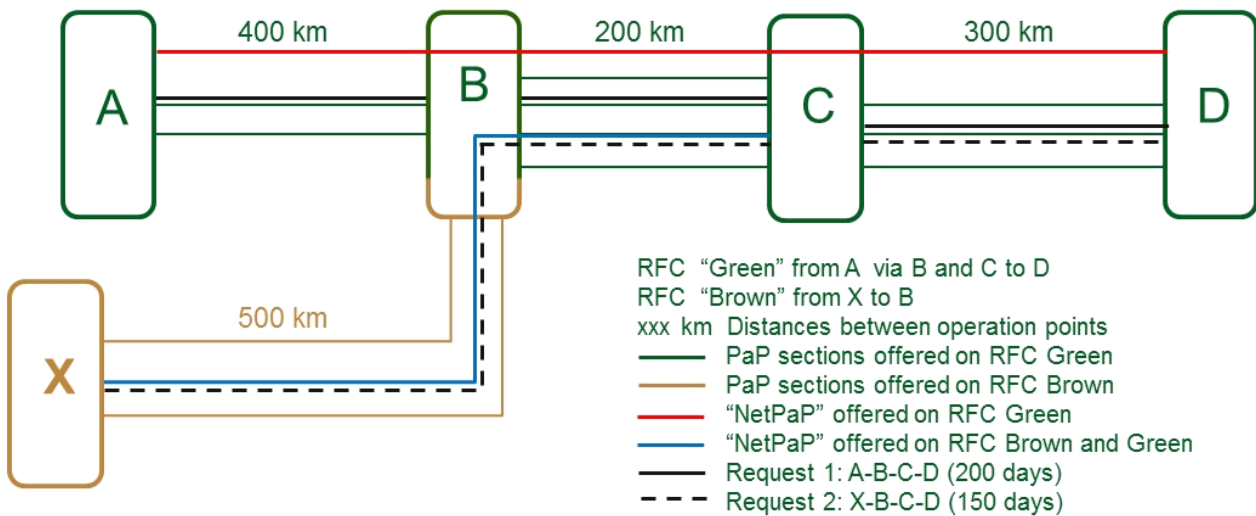 400 km
200 km
300 km
A
B
C
D
500 km
X
RFC “Green” from A via B and C to D
RFC “Brown” from X to B
xxx km Distances between operation points
PaP sections offered on RFC Green
PaP sections offered on RFC Brown
“NetPaP” offered on RFC Green
“NetPaP” offered on RFC Brown and Green
Request 1: A-B-C-D (200 days)
Request 2: X-B-C-D (150 days)